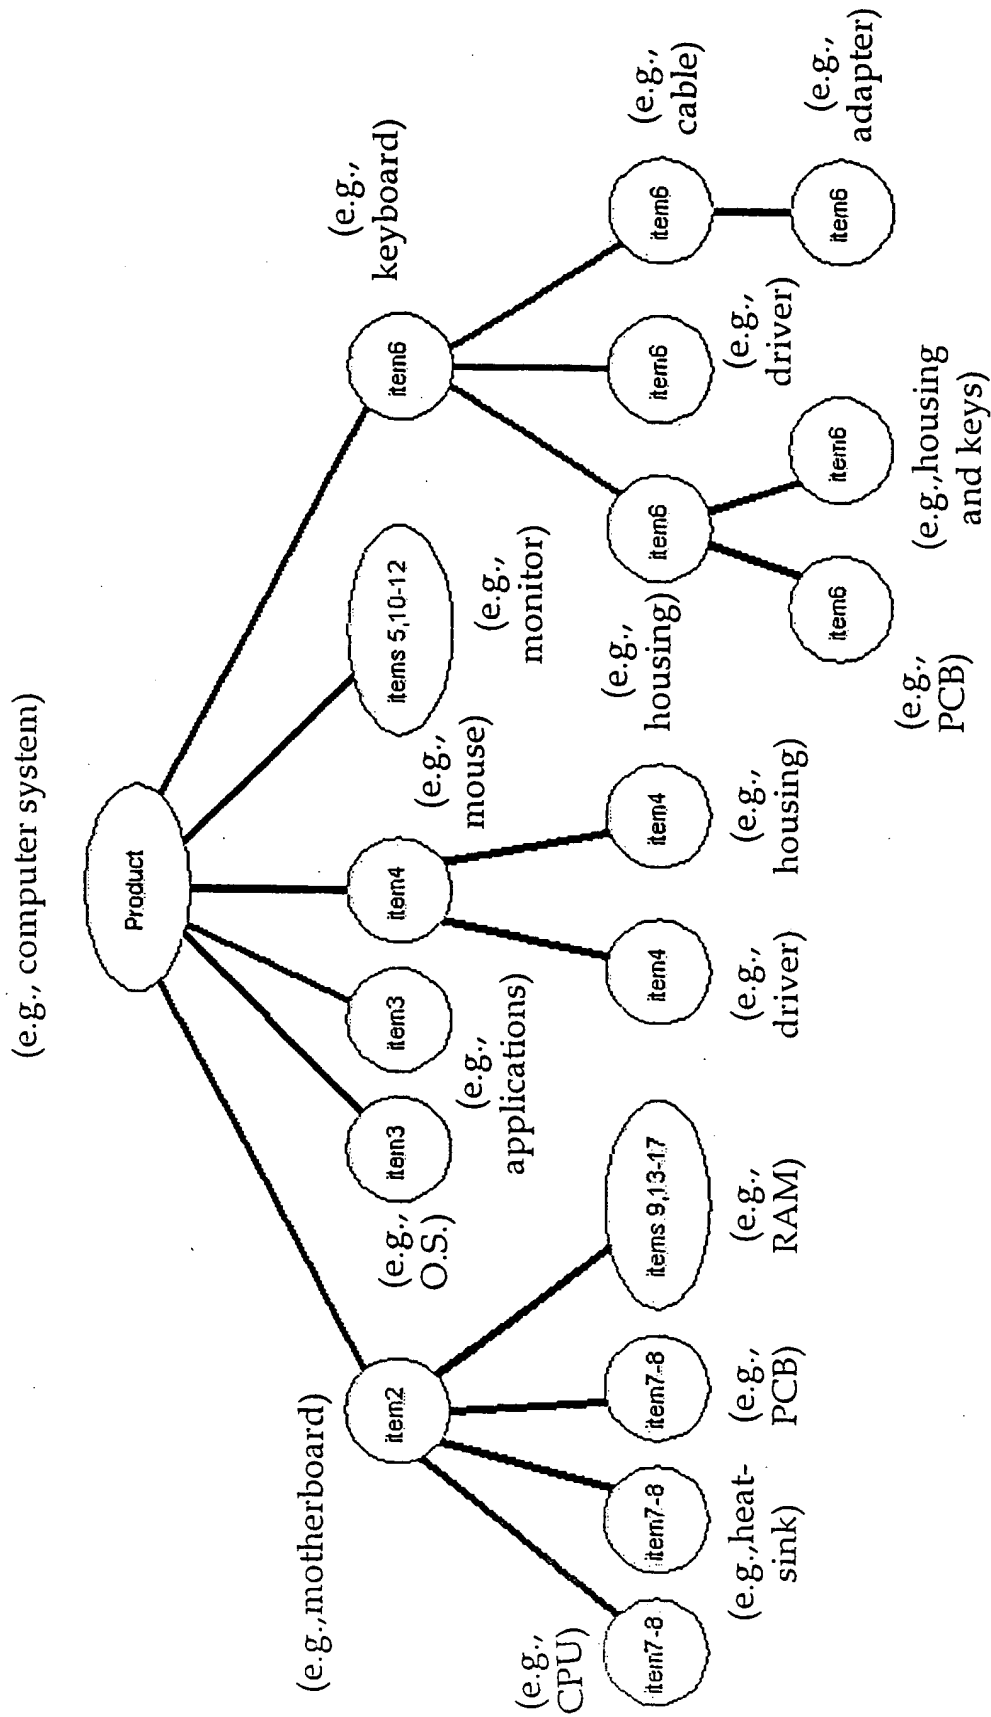 (e.g., computer system)
Product
(e.g.,motherboard)
item2
(e.g.,
O.S.)
item3
item3
(e.g.,
applications)
item4
(e.g.,
mouse)
items 5,10-12
(e.g.,
monitor)
item6
(e.g.,
keyboard)
(e.g.,
CPU)
item7-8
item7-8
(e.g.,heat-
sink)
item7-8
(e.g.,
PCB)
items 9,13-17
(e.g.,
RAM)
item4
(e.g.,
driver)
item4
(e.g.,
housing)
(e.g.,
housing)
item6
item6
(e.g.,
driver)
item6
(e.g.,
cable)
item6
(e.g.,
PCB)
item6
(e.g.,housing
and keys)
item6
(e.g.,
adapter)